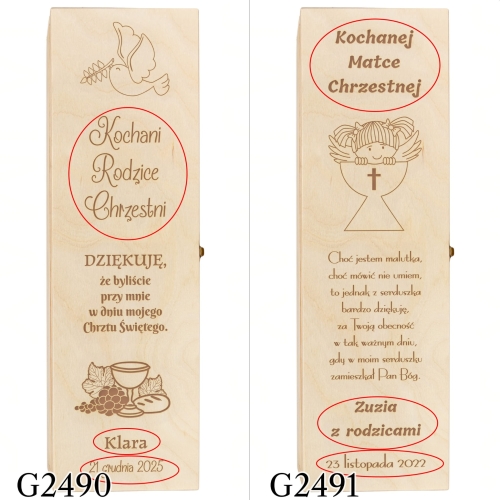 Kochani
Rodzice
Chrzestni
DZIĘKUJĘ,
że byliście
przy mnie
w dniu mojego
Chrztu Świętego.
Klara
21 grudnia 2025
G2490
Kochanej
Matce
Chrzestnej
Choć jestem malutka,
choć mówić nie umiem,
to jednak z serduszka
bardzo dziękuję,
za Twoją obecność
w tak ważnym dniu,
gdy w moim serduszku
zamieszkał Pan Bóg.
Zuzia
z rodzicami
23 listopada 2022
G2491